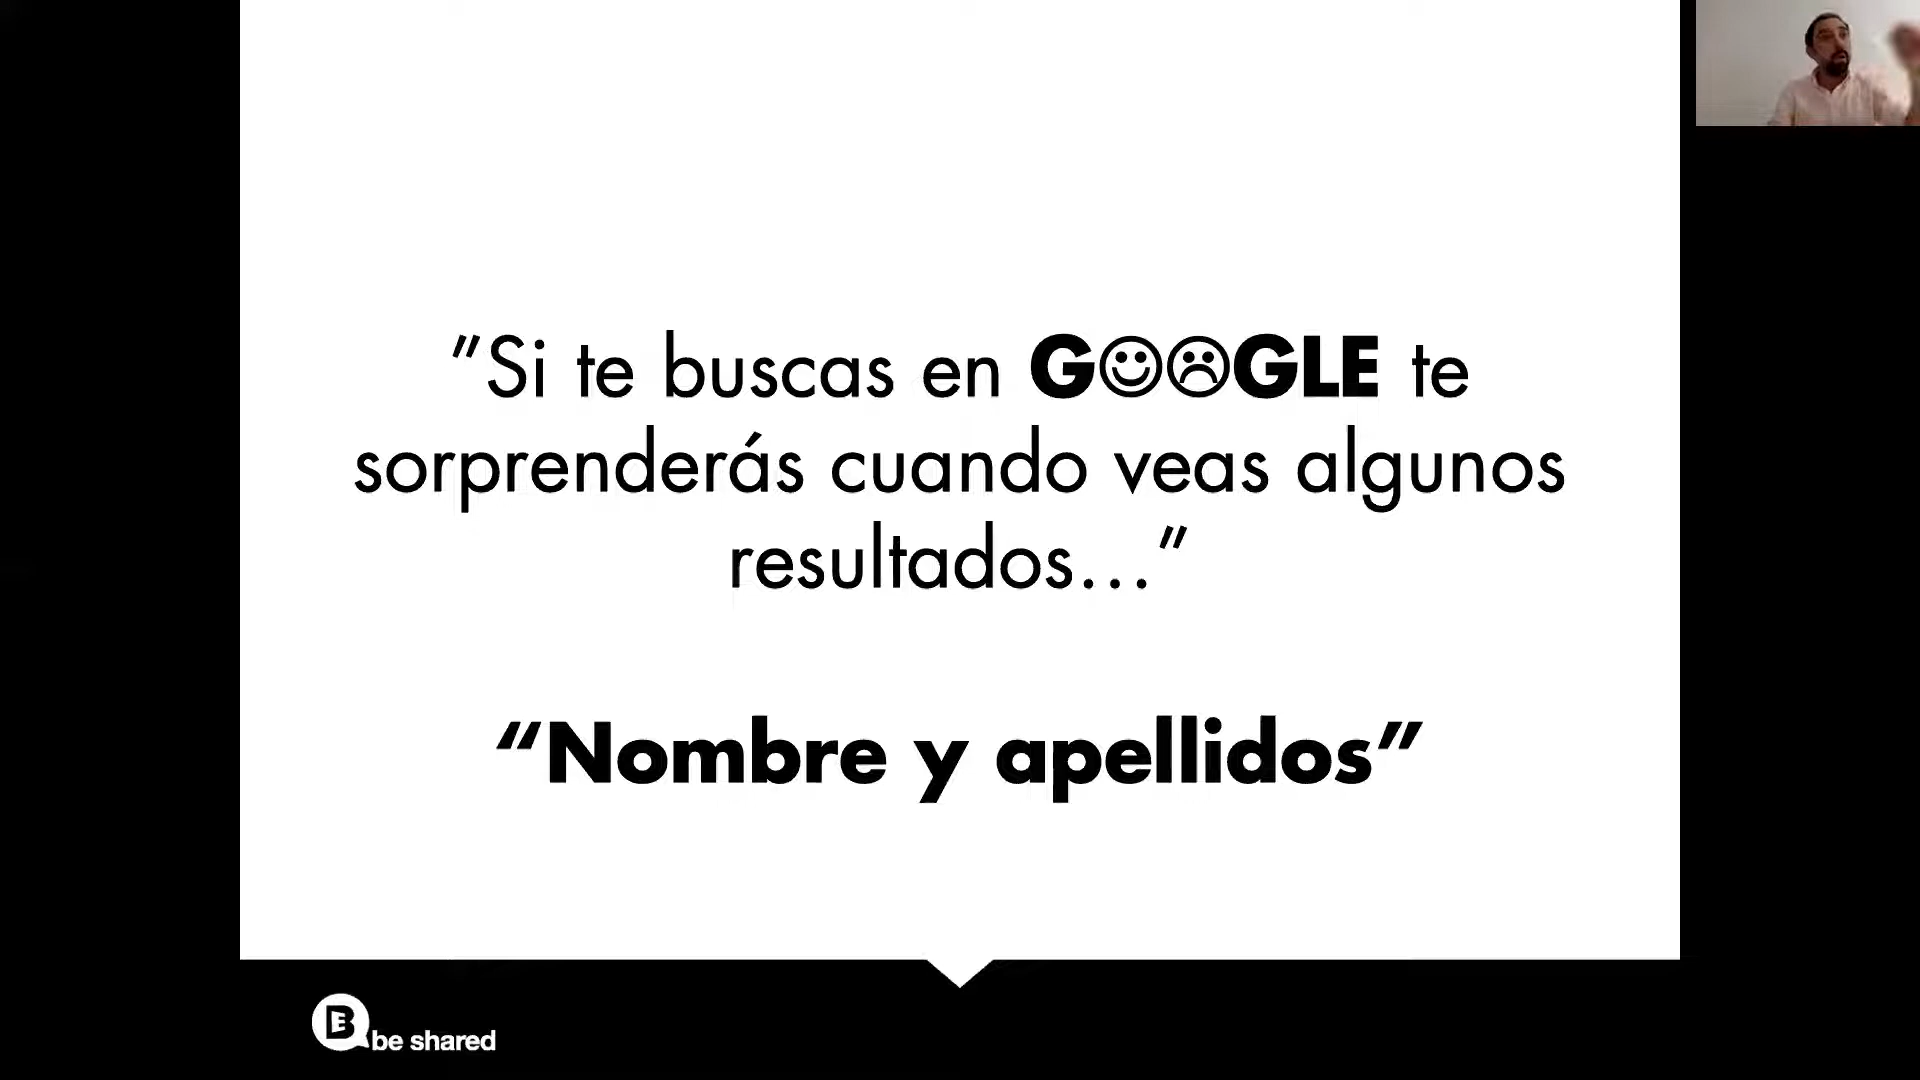 "Si te buscas en G☺☹GLE te
sorprenderás cuando veas algunos
resultados..."
“Nombre y apellidos”
B be shared